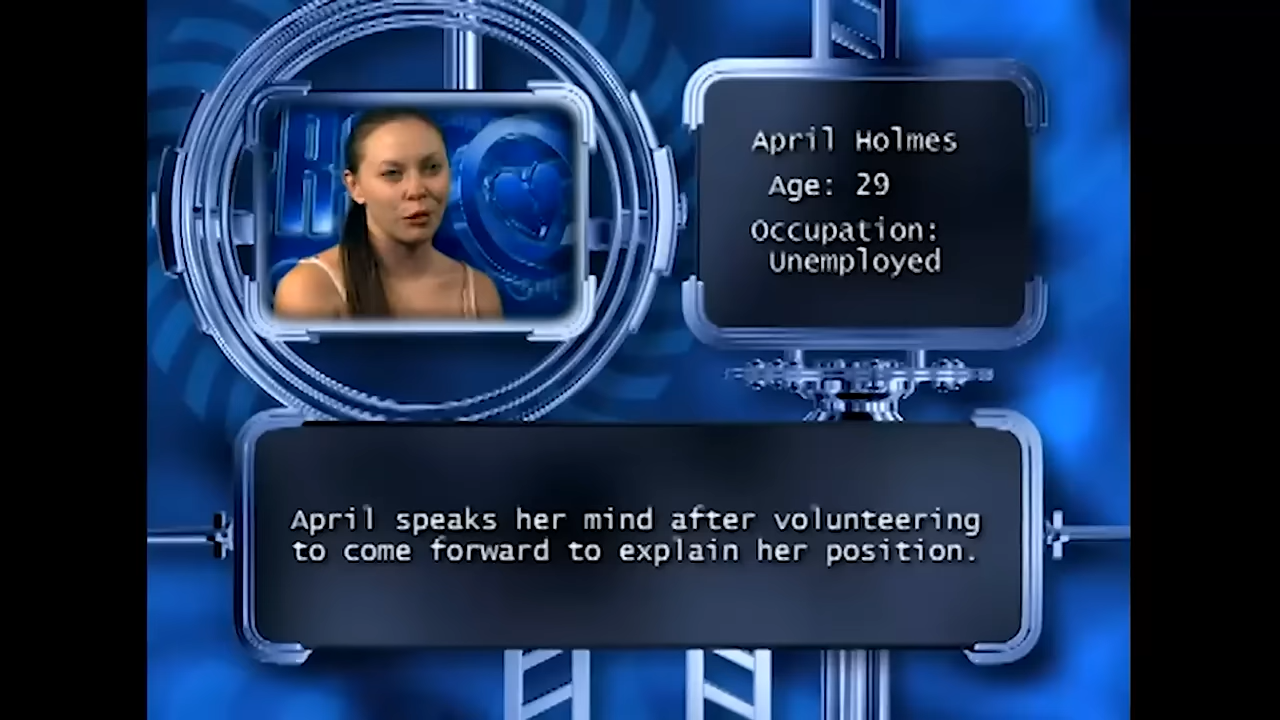 April Holmes
Age: 29
Occupation:
Unemployed
April speaks her mind after volunteering
to come forward to explain her position.